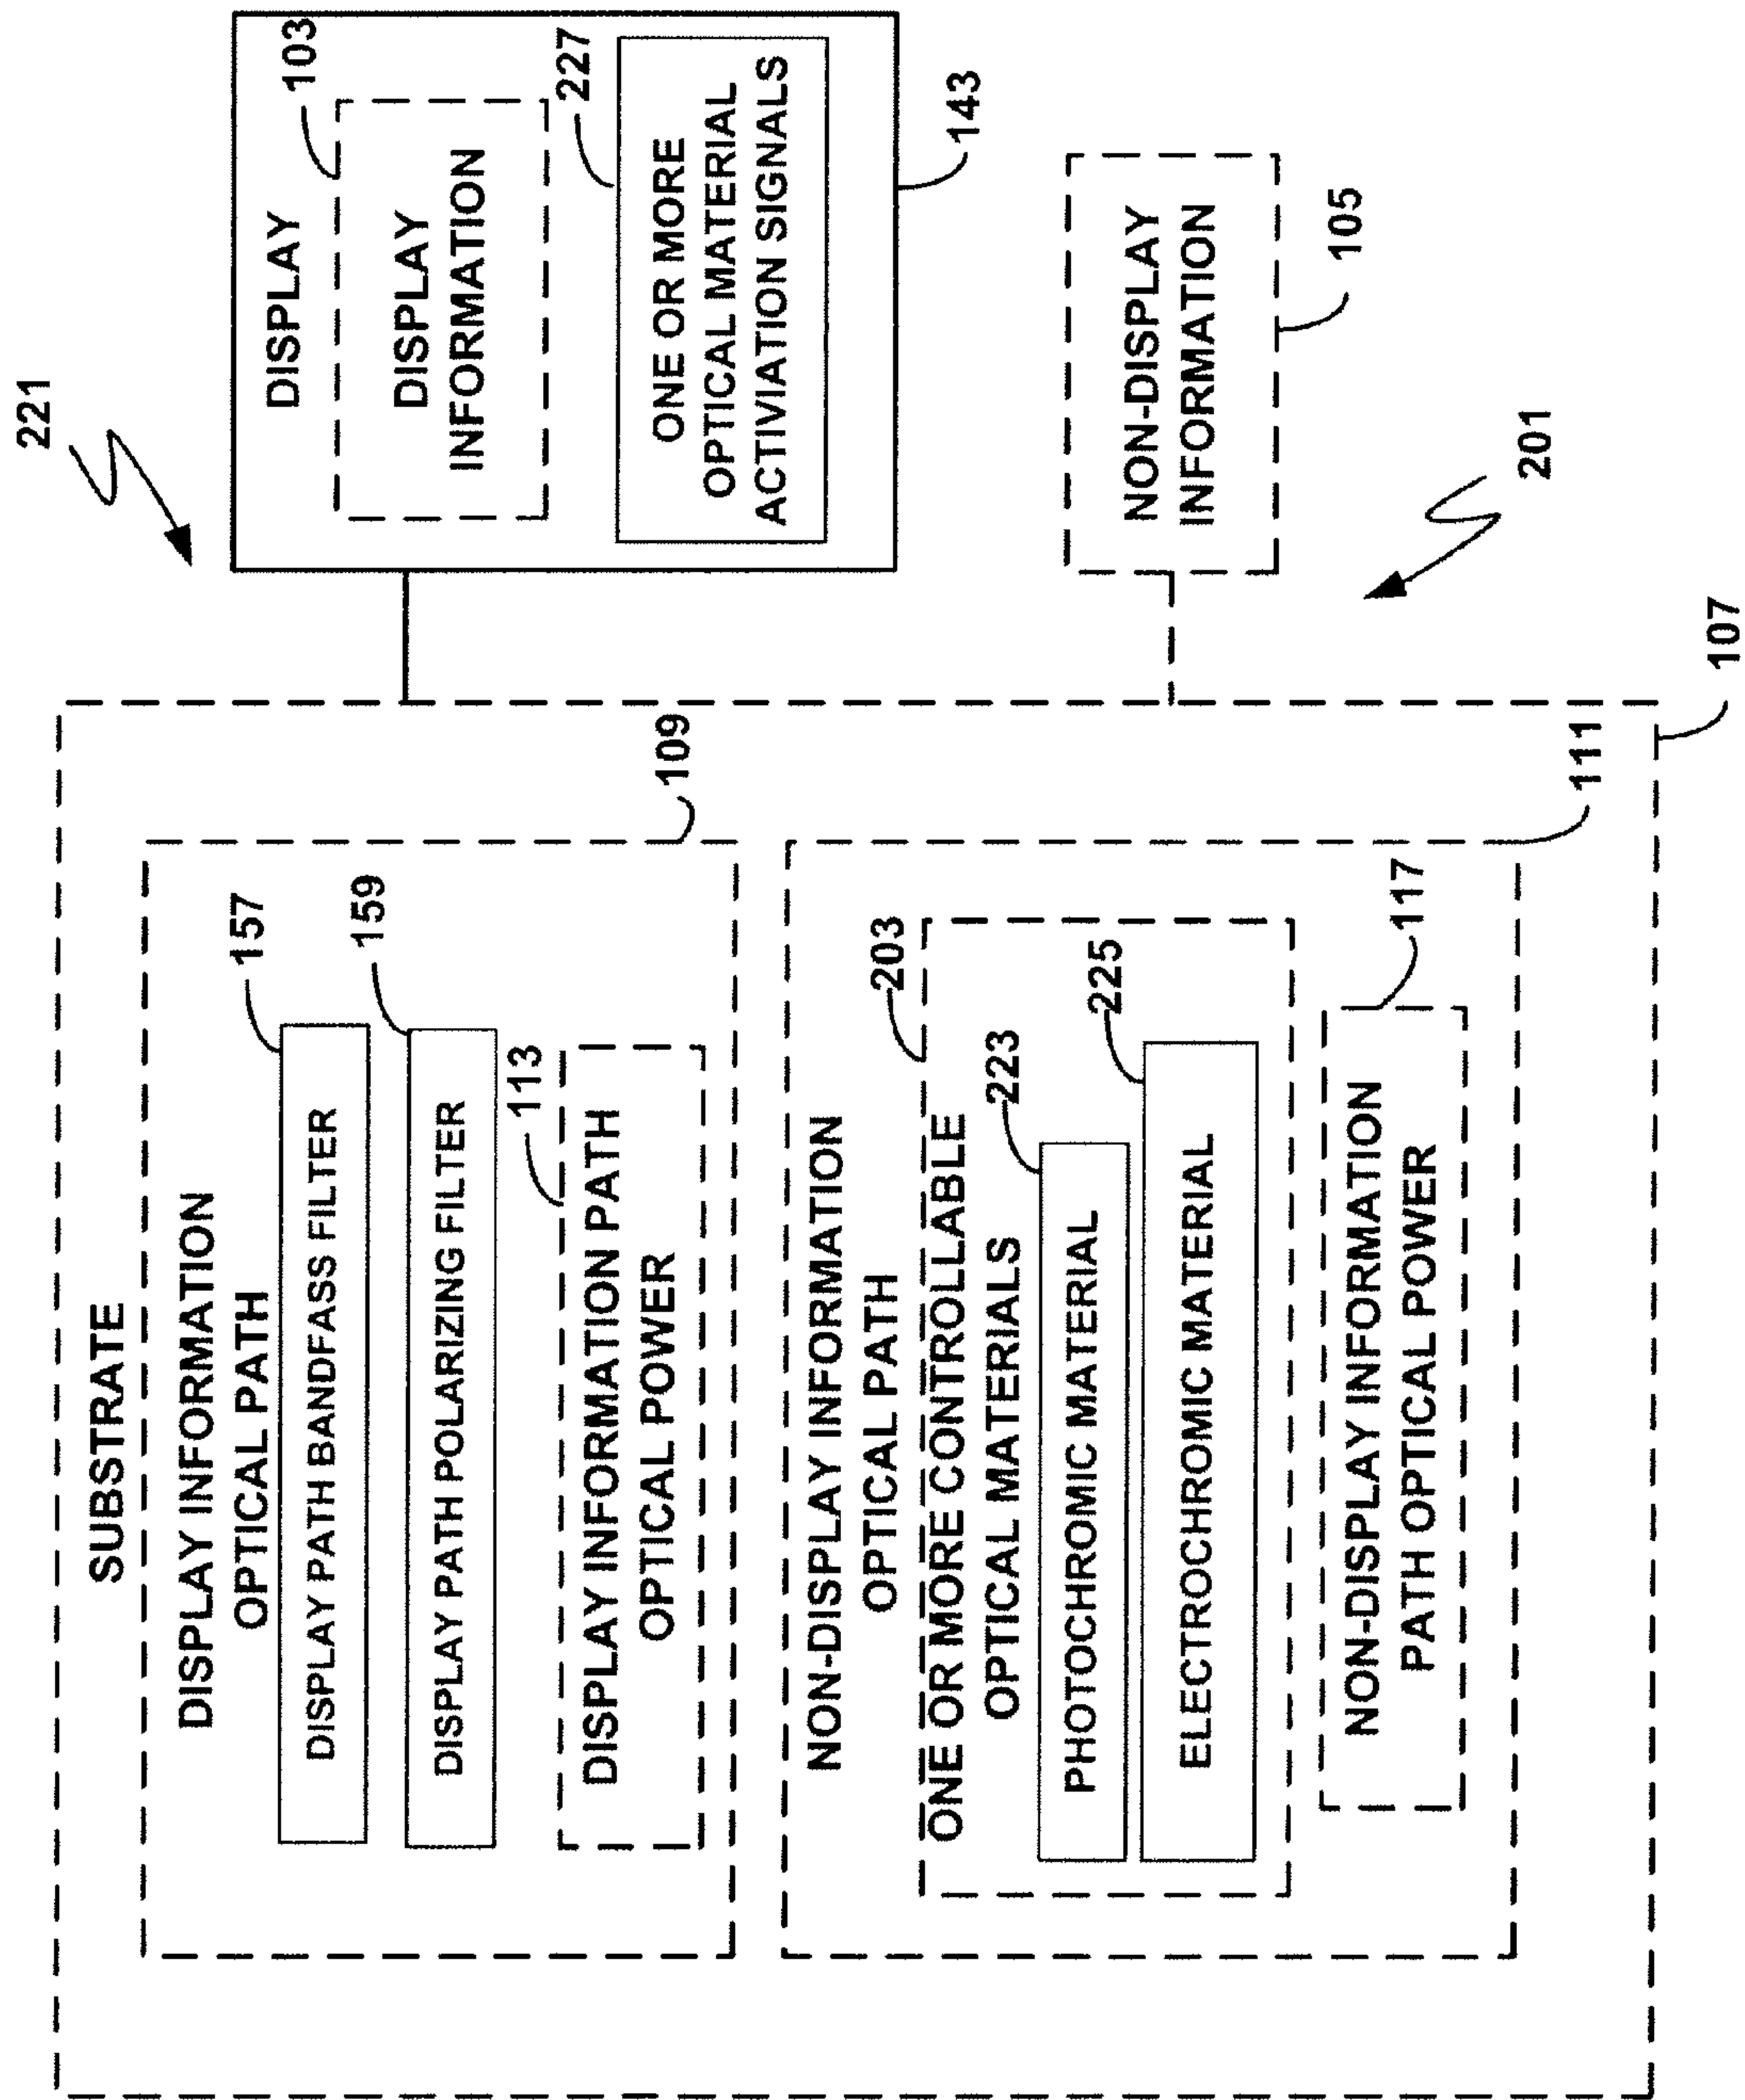 221
SUBSTRATE
DISPLAY INFORMATION
OPTICAL PATH
157
DISPLAY PATH BANDFASS FILTER
159
DISPLAY PATH POLARIZING FILTER
113
DISPLAY INFORMATION PATH
OPTICAL POWER
109
NON-DISPLAY INFORMATION
OPTICAL PATH
203
ONE OR MORE CONTROLLABLE
OPTICAL MATERIALS
223
PHOTOCHROMIC MATERIAL
225
ELECTROCHROMIC MATERIAL
117
NON-DISPLAY INFORMATION
PATH OPTICAL POWER
111
107
DISPLAY
103
DISPLAY
INFORMATION
227
ONE OR MORE
OPTICAL MATERIAL
ACTIVIATION SIGNALS
143
NON-DISPLAY
INFORMATION
105
201